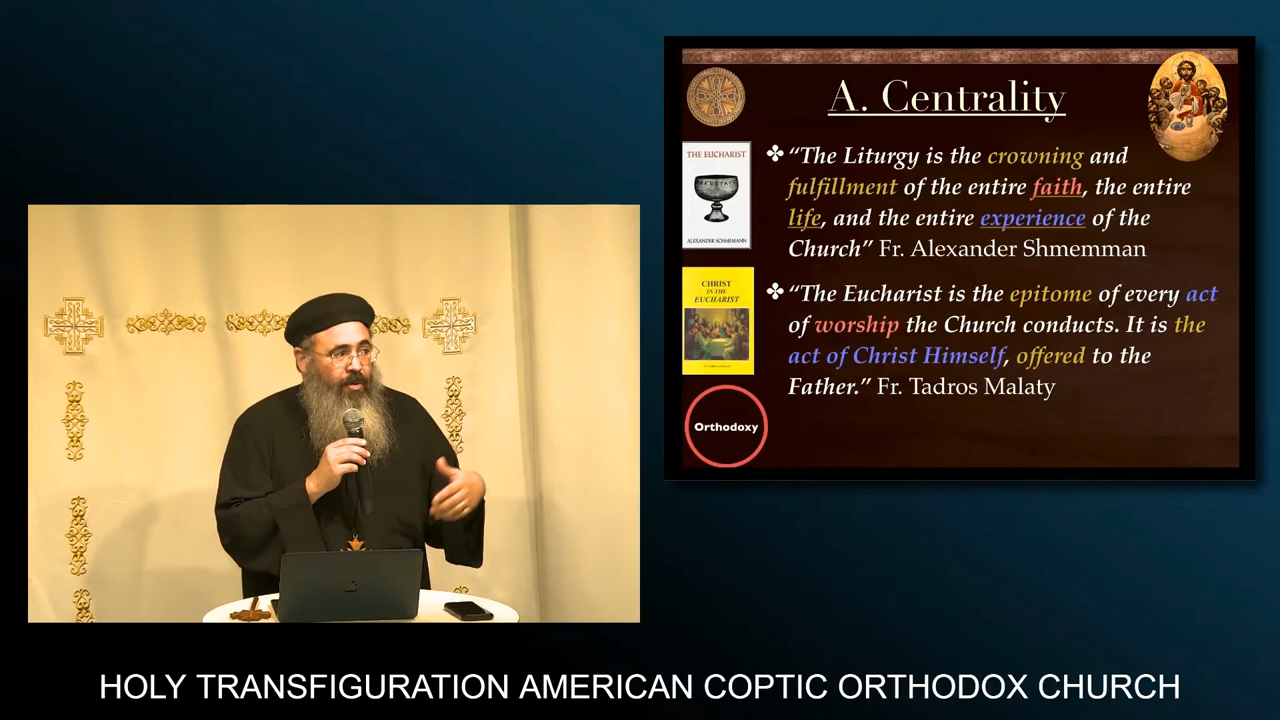 A. Centrality
THE EUCHARIST
ALEXANDER SCHMEMANN
“The Liturgy is the crowning and
fulfillment of the entire faith, the entire
life, and the entire experience of the
Church” Fr. Alexander Shmemman
CHRIST
IN THE
EUCHARIST
“The Eucharist is the epitome of every act
of worship the Church conducts. It is the
act of Christ Himself, offered to the
Father.” Fr. Tadros Malaty
Orthodoxy
HOLY TRANSFIGURATION AMERICAN COPTIC ORTHODOX CHURCH